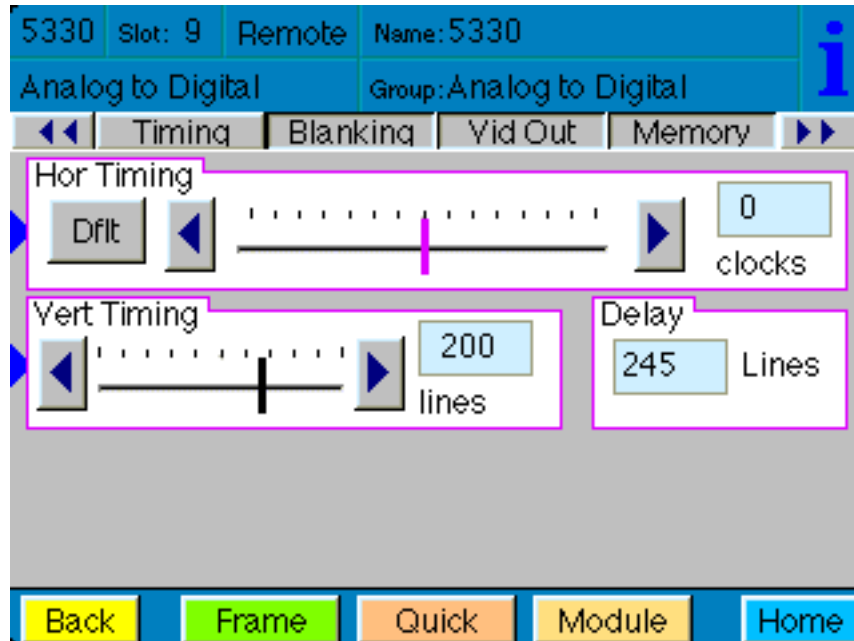 5330 Slot: 9 Remote Name:5330
Analog to Digital Group:Analog to Digital
i
Timing Blanking Vid Out Memory
Hor Timing
Dflt
0
clocks
Vert Timing
200
lines
Delay
245 Lines
Back Frame Quick Module Home